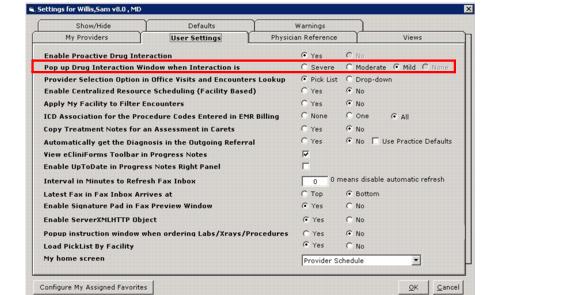 Settings for Willis,Sam v8.0 , MD
Show/Hide Defaults Warnings
My Providers User Settings Physician Reference Views
Enable Proactive Drug Interaction Yes No
Pop up Drug Interaction Window when Interaction is Severe Moderate Mild None
Provider Selection Option in Office Visits and Encounters Lookup Pick List Drop-down
Enable Centralized Resource Scheduling (Facility Based) Yes No
Apply My Facility to Filter Encounters Yes No
ICD Association for the Procedure Codes Entered in EMR Billing None One All
Copy Treatment Notes for an Assessment in Carets Yes No
Automatically get the Diagnosis in the Outgoing Referral Yes No Use Practice Defaults
View eCliniForms Toolbar in Progress Notes
Enable UpToDate in Progress Notes Right Panel
Interval in Minutes to Refresh Fax Inbox 0 0 means disable automatic refresh
Latest Fax in Fax Inbox Arrives at Top Bottom
Enable Signature Pad in Fax Preview Window Yes No
Enable ServerXMLHTTP Object Yes No
Popup instruction window when ordering Labs/Xrays/Procedures Yes No
Load PickList By Facility Yes No
My home screen Provider Schedule
Configure My Assigned Favorites OK Cancel